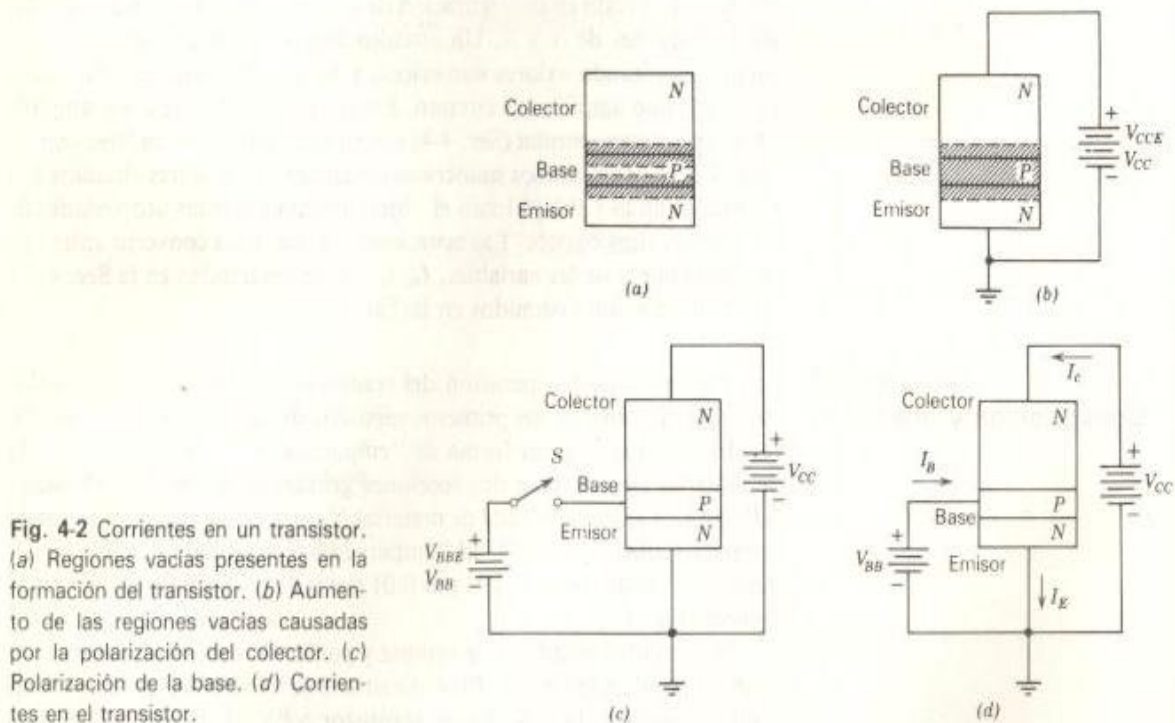 N
Colector
Base
P
Emisor
N
(a)
N
Colector
Base
P
Emisor
N
+
V_CCE
V_CC
−
(b)
Colector
N
S
Base
P
Emisor
N
+
V_BBE
V_BB
−
+
V_CC
−
(c)
I_c
Colector
N
I_B
P
Base
N
Emisor
+
V_BB
−
+
V_CC
−
I_E
(d)
Fig. 4-2 Corrientes en un transistor.
(a) Regiones vacías presentes en la
formación del transistor. (b) Aumen-
to de las regiones vacías causadas
por la polarización del colector. (c)
Polarización de la base. (d) Corrien-
tes en el transistor.